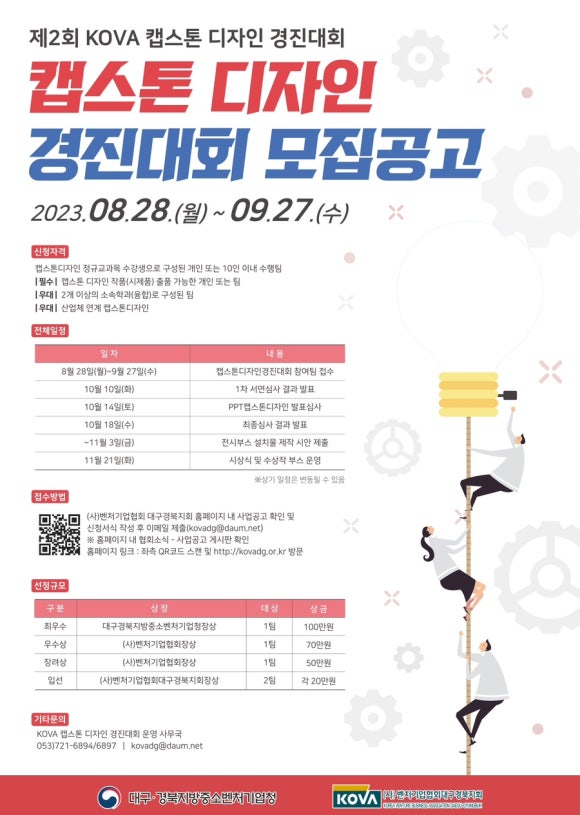 제2회 KOVA 캡스톤 디자인 경진대회
캡스톤 디자인
경진대회 모집공고
2023.08.28.(월) ~ 09.27.(수)
신청자격
캡스톤디자인 정규교과목 수강생으로 구성된 개인 또는 10인 이내 수행팀
|필수| 캡스톤 디자인 작품(시제품) 출품 가능한 개인 또는 팀
|우대| 2개 이상의 소속학과(융합)로 구성된 팀
|우대| 산업체 연계 캡스톤디자인
전체일정
일 자 내 용
8월 28일(월)~9월 27일(수) 캡스톤디자인경진대회 참여팀 접수
10월 10일(화) 1차 서면심사 결과 발표
10월 14일(토) PPT캡스톤디자인 발표심사
10월 18일(수) 최종심사 결과 발표
~11월 3일(금) 전시부스 설치물 제작 시안 제출
11월 21일(화) 시상식 및 수상작 부스 운영
※상기 일정은 변동될 수 있음
접수방법
(사)벤처기업협회 대구경북지회 홈페이지 내 사업공고 확인 및
신청서식 작성 후 이메일 제출(kovadg@daum.net)
※ 홈페이지 내 협회소식 - 사업공고 게시판 확인
홈페이지 링크 : 좌측 QR코드 스캔 및 http://kovadg.or.kr 방문
선정규모
구 분 상 장 대 상 상 금
최우수 대구경북지방중소벤처기업청장상 1팀 100만원
우수상 (사)벤처기업협회장상 1팀 70만원
장려상 (사)벤처기업협회장상 1팀 50만원
입선 (사)벤처기업협회대구경북지회장상 2팀 각 20만원
기타문의
KOVA 캡스톤 디자인 경진대회 운영 사무국
053)721-6894/6897 | kovadg@daum.net
대구·경북지방중소벤처기업청
KOVA (사)벤처기업협회대구경북지회
KOREA VENTURE BUSINESS ASSOCIATION DAEGU·GYUNGBUK